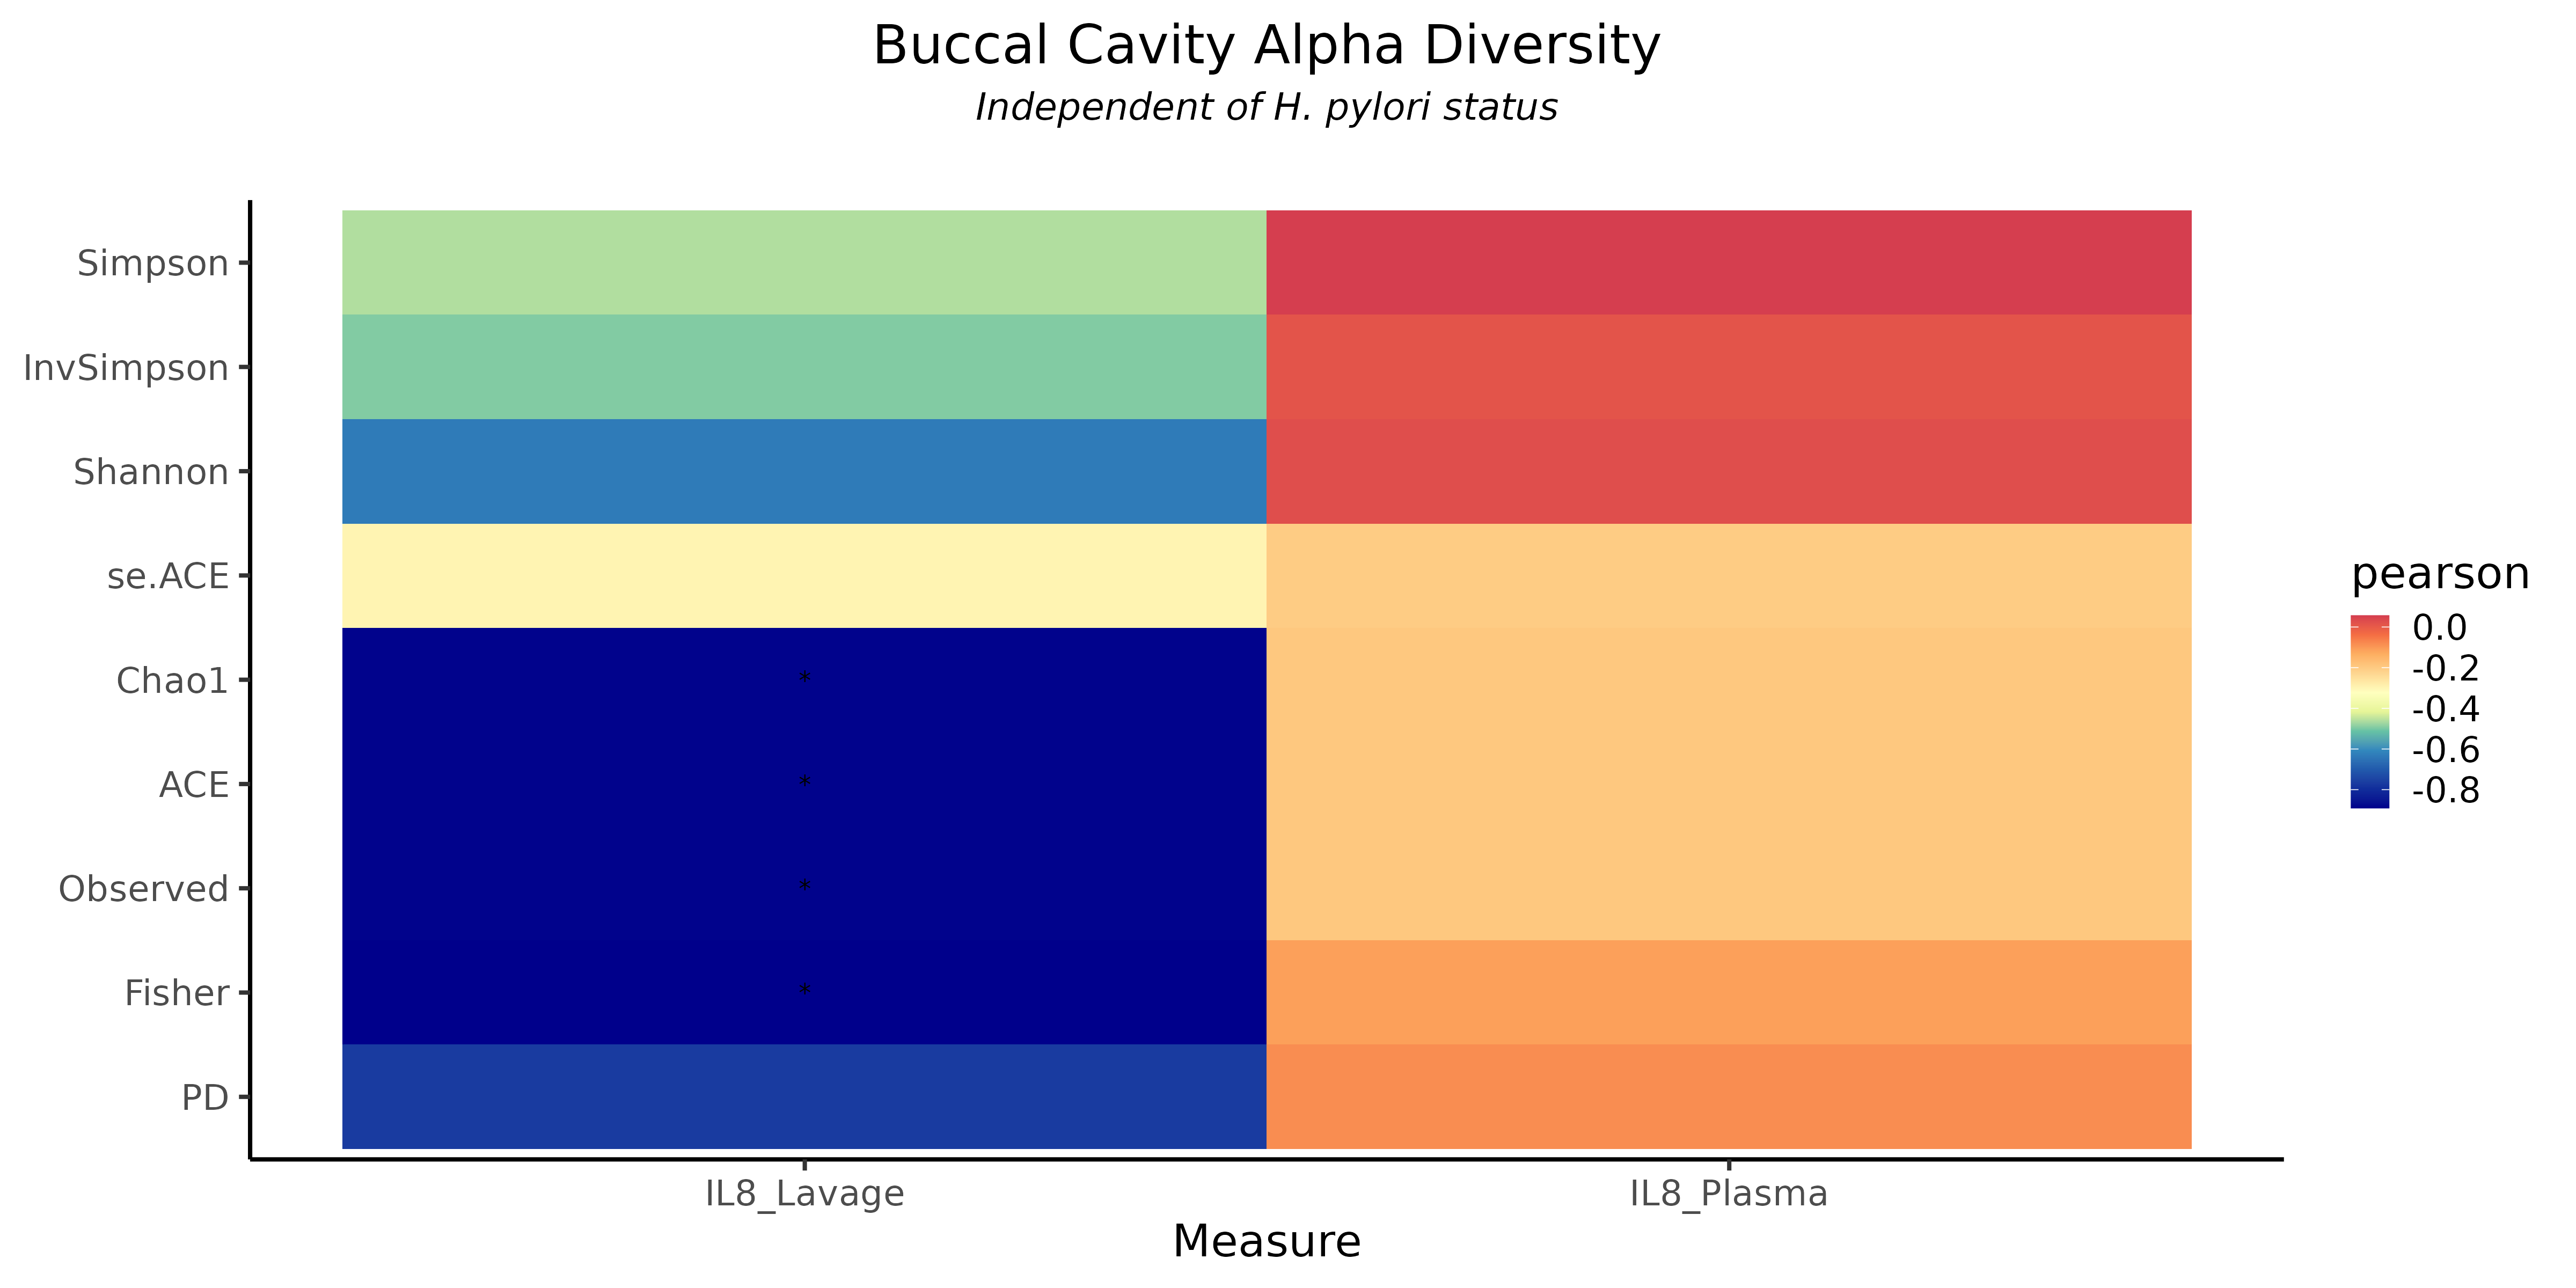 Buccal Cavity Alpha Diversity
Independent of H. pylori status
Simpson
InvSimpson
Shannon
se.ACE
Chao1
*
ACE
*
Observed
*
Fisher
*
PD
IL8_Lavage
IL8_Plasma
Measure
pearson
0.0
-0.2
-0.4
-0.6
-0.8